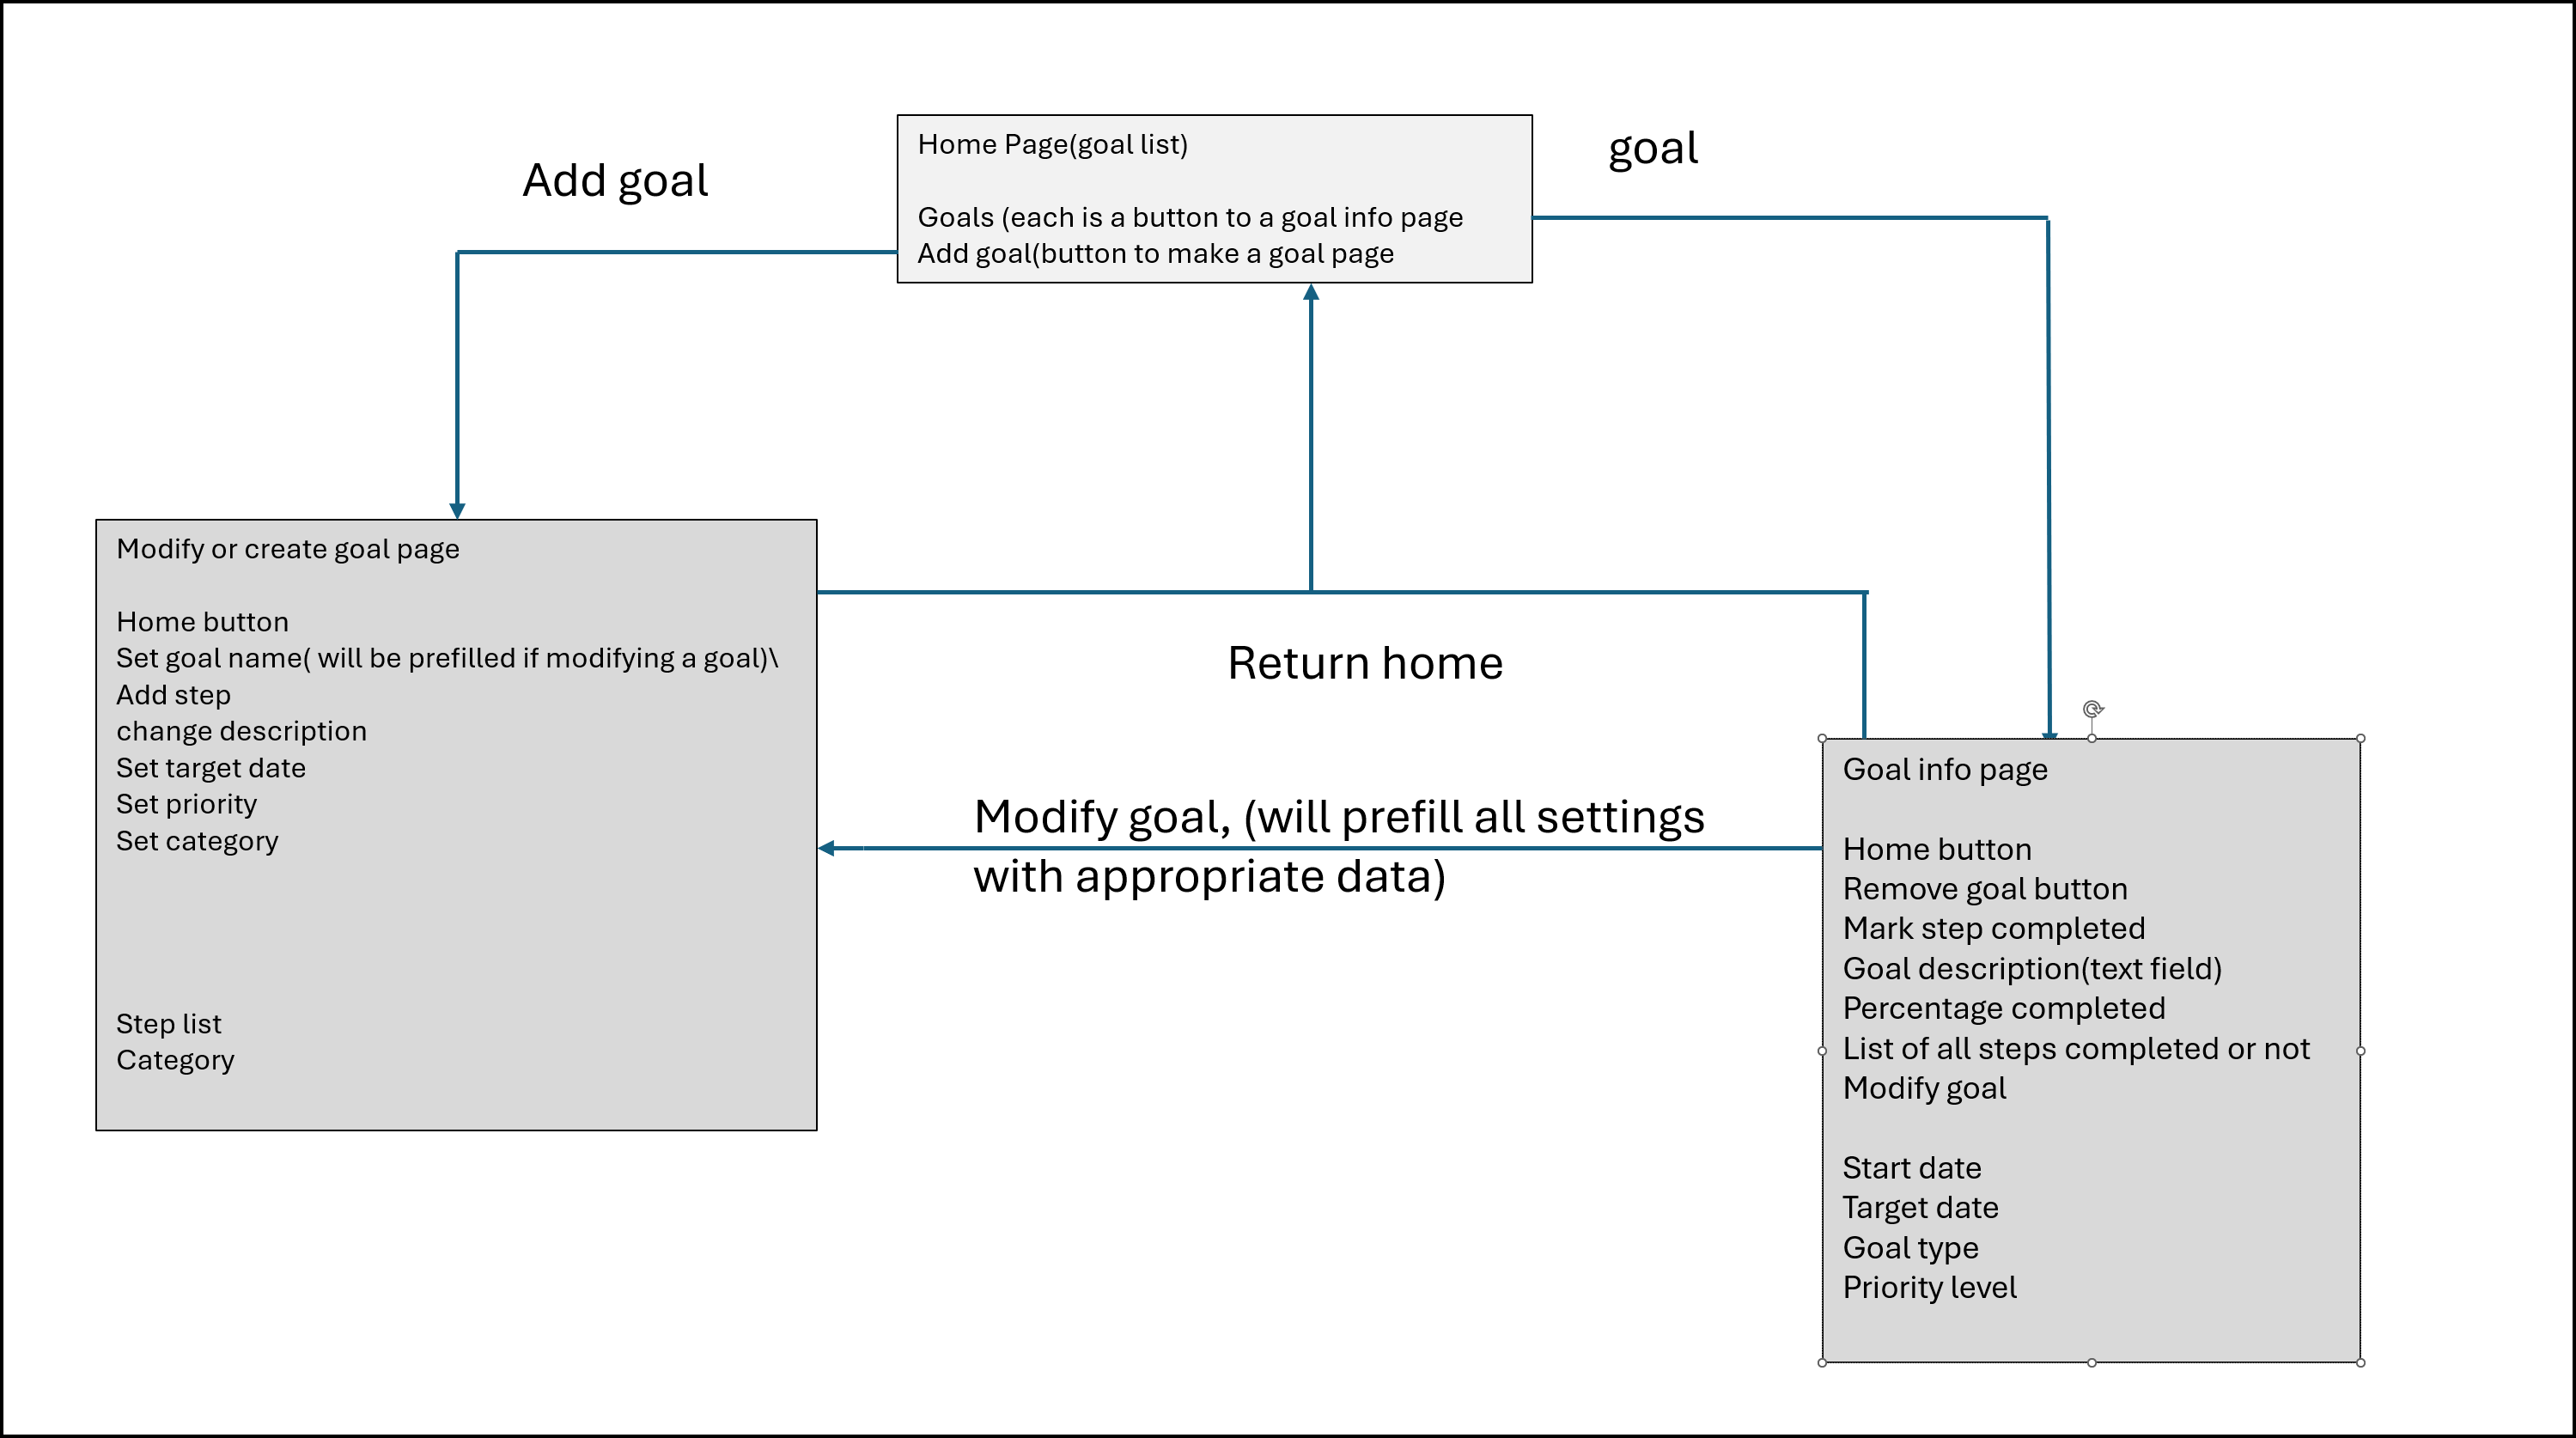 Home Page(goal list)
Goals (each is a button to a goal info page
Add goal(button to make a goal page
Add goal
goal
Modify or create goal page
Home button
Set goal name( will be prefilled if modifying a goal)\
Add step
change description
Set target date
Set priority
Set category
Step list
Category
Return home
Modify goal, (will prefill all settings
with appropriate data)
Goal info page
Home button
Remove goal button
Mark step completed
Goal description(text field)
Percentage completed
List of all steps completed or not
Modify goal
Start date
Target date
Goal type
Priority level